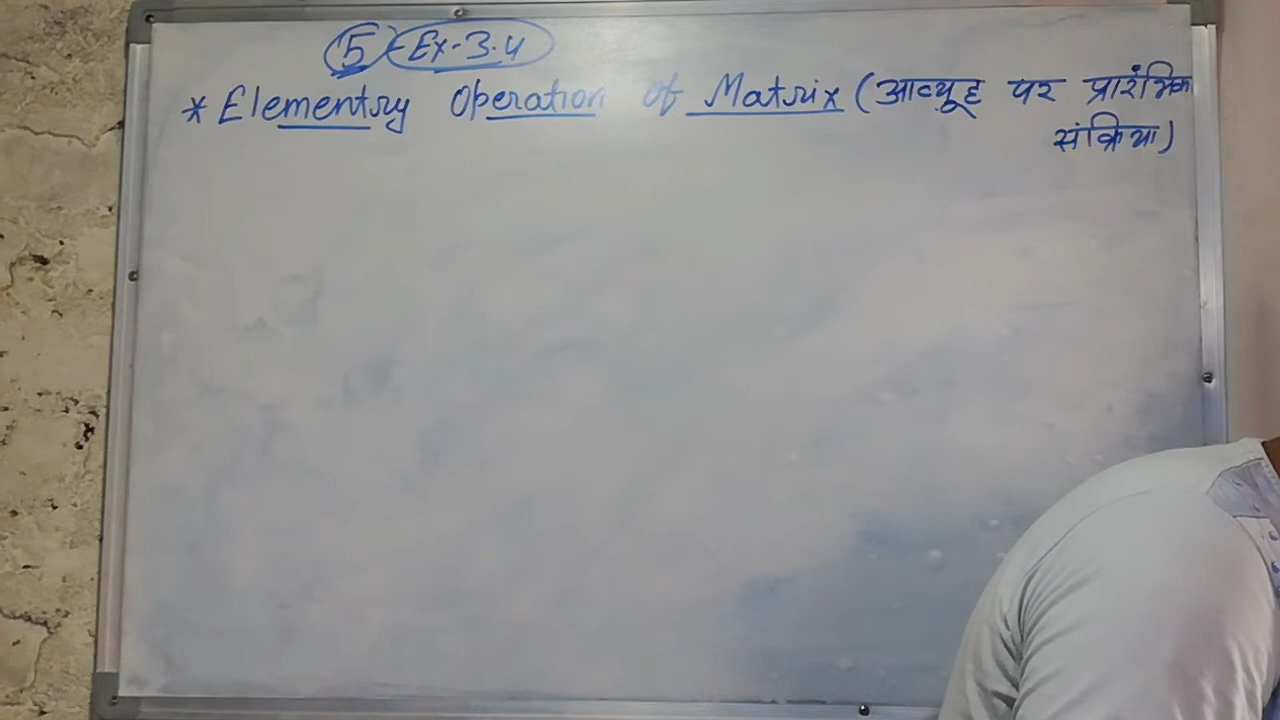 5 Ex-3.4
* Elementry Operation of Matrix (आव्यूह पर प्रारंभिक
संक्रिया)